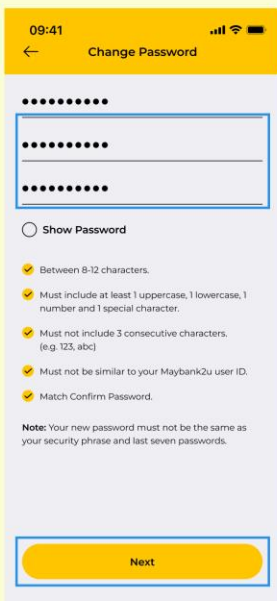 09:41
Change Password
••••••••••
••••••••••
••••••••••
Show Password
Between 8-12 characters.
Must include at least 1 uppercase, 1 lowercase, 1
number and 1 special character.
Must not include 3 consecutive characters.
(e.g. 123, abc)
Must not be similar to your Maybank2u user ID.
Match Confirm Password.
Note: Your new password must not be the same as
your security phrase and last seven passwords.
Next